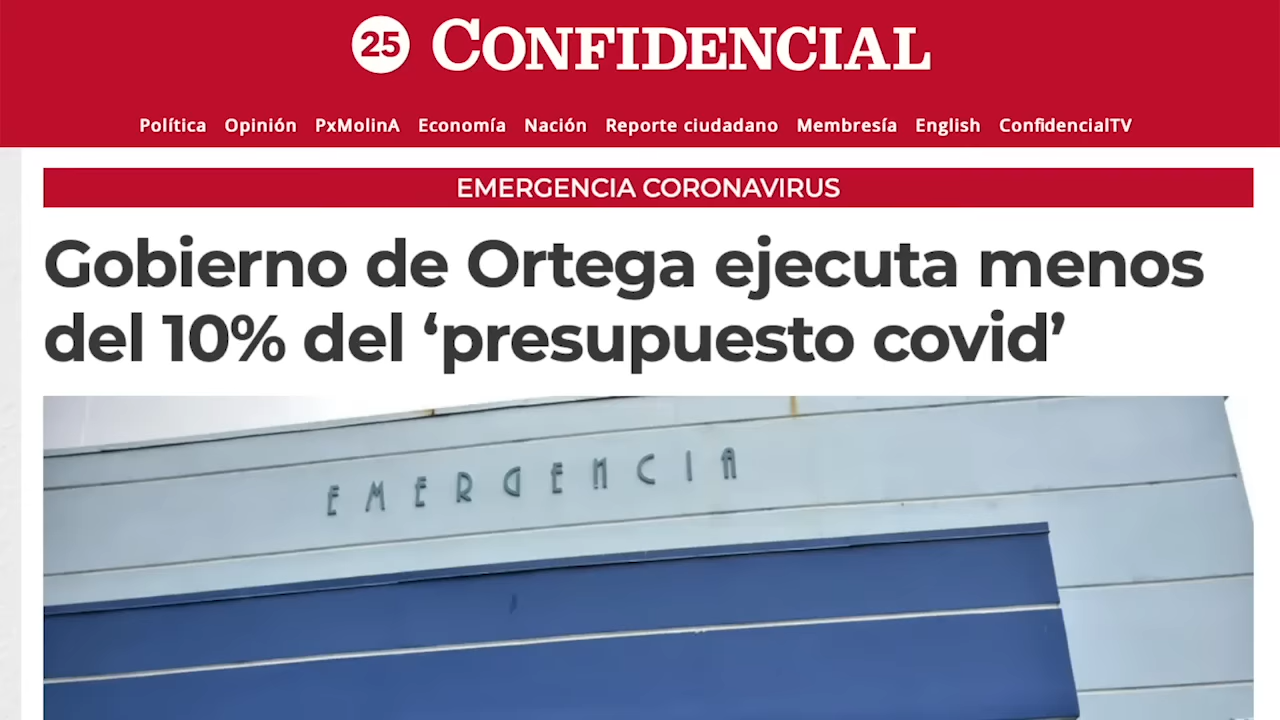 25 CONFIDENCIAL
Política Opinión PxMolinA Economía Nación Reporte ciudadano Membresía English ConfidencialTV
EMERGENCIA CORONAVIRUS
Gobierno de Ortega ejecuta menos
del 10% del ‘presupuesto covid’
EMERGENCIA